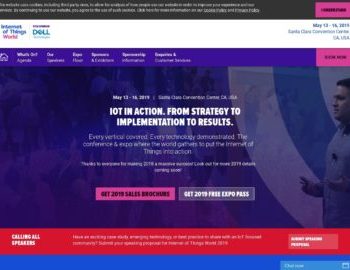 This website uses cookies, including third party ones, to allow for analysis of how people use our website in order to improve your experience and our
services. By continuing to use our website, you agree to our use of such cookies. Click here for more information on our Cookie Policy and Privacy Policy.
I UNDERSTAND
Internet
of Things
World
DELL
Technologies
May 13 - 16, 2019
Santa Clara Convention Center
CA, USA
What's On?
Agenda
Our
Speakers
Expo
Floor
Sponsors
& Exhibitors
Sponsorship
Information
Enquiries &
Customer Services
BOOK NOW
May 13 - 16, 2019 | Santa Clara Convention Center, CA, USA
IOT IN ACTION. FROM STRATEGY TO
IMPLEMENTATION TO RESULTS.
Every vertical covered. Every technology demonstrated. The
conference & expo where the world gathers to put the Internet of
Things into action.
Thanks to everyone for making 2018 a massive success! Look out for more 2019 details
coming soon!
GET 2019 SALES BROCHURE
GET 2019 FREE EXPO PASS
CALLING ALL
SPEAKERS
Have an exciting case study, emerging technology or best practice to share with an IoT focused
community? Submit your speaking proposal for Internet of Things World 2019
SUBMIT SPEAKING
PROPOSAL
Chat now